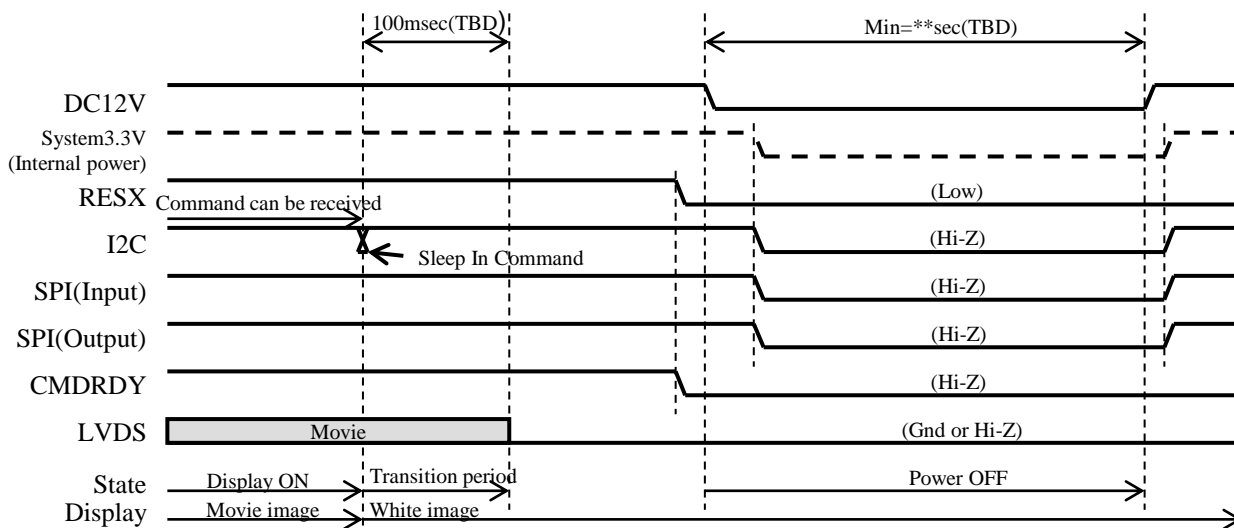 100msec(TBD)
Min=**sec(TBD)
DC12V
System3.3V
(Internal power)
RESX
(Low)
Command can be received
I2C
(Hi-Z)
Sleep In Command
SPI(Input)
(Hi-Z)
SPI(Output)
(Hi-Z)
CMDRDY
(Hi-Z)
LVDS
Movie
(Gnd or Hi-Z)
State
Display ON
Transition period
Power OFF
Display
Movie image
White image